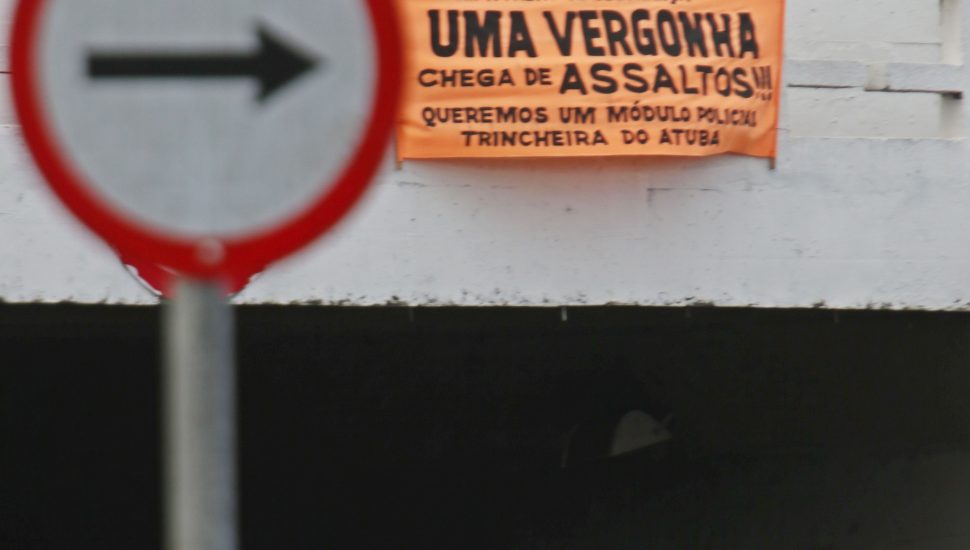 UMA VERGONHA
CHEGA DE ASSALTOS!!!
QUEREMOS UM MÓDULO POLICIAL
TRINCHEIRA DO ATUBA